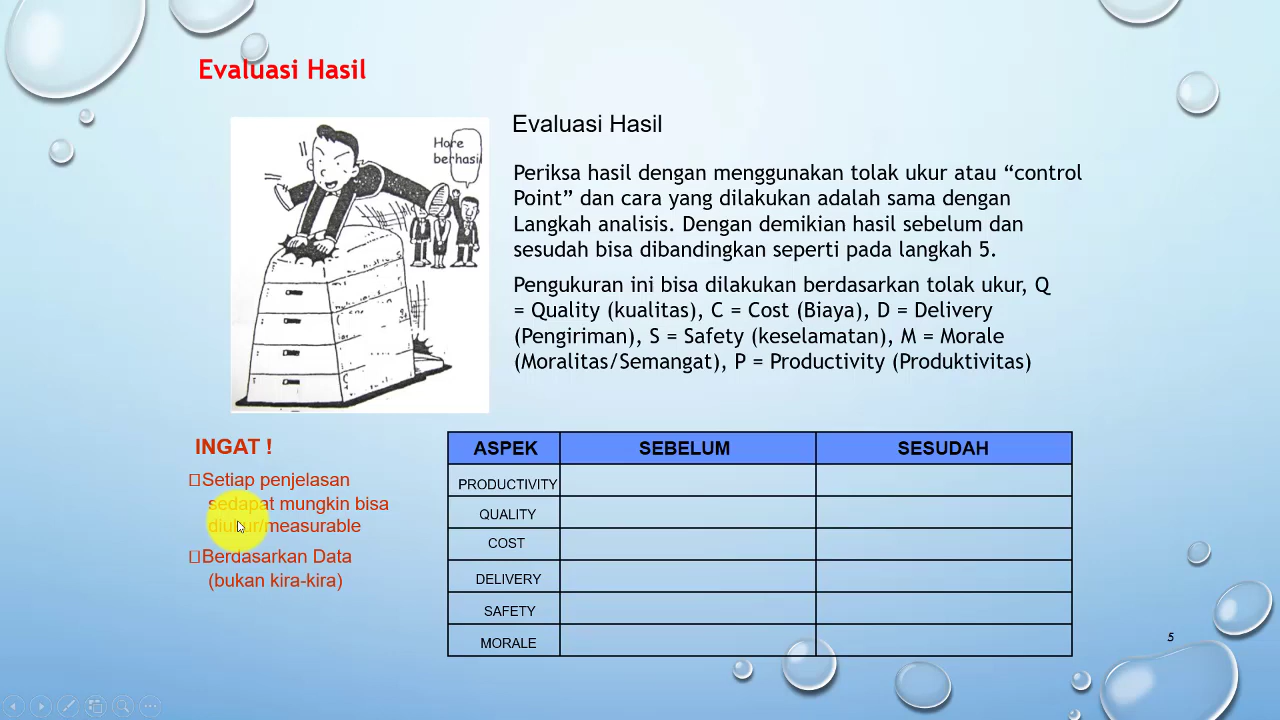 Evaluasi Hasil
Hore
berhasil
Evaluasi Hasil
Periksa hasil dengan menggunakan tolak ukur atau “control
Point” dan cara yang dilakukan adalah sama dengan
Langkah analisis. Dengan demikian hasil sebelum dan
sesudah bisa dibandingkan seperti pada langkah 5.
Pengukuran ini bisa dilakukan berdasarkan tolak ukur, Q
= Quality (kualitas), C = Cost (Biaya), D = Delivery
(Pengiriman), S = Safety (keselamatan), M = Morale
(Moralitas/Semangat), P = Productivity (Produktivitas)
INGAT !
Setiap penjelasan
sedapat mungkin bisa
diukur/measurable
Berdasarkan Data
(bukan kira-kira)
ASPEK SEBELUM SESUDAH
PRODUCTIVITY
QUALITY
COST
DELIVERY
SAFETY
MORALE
5